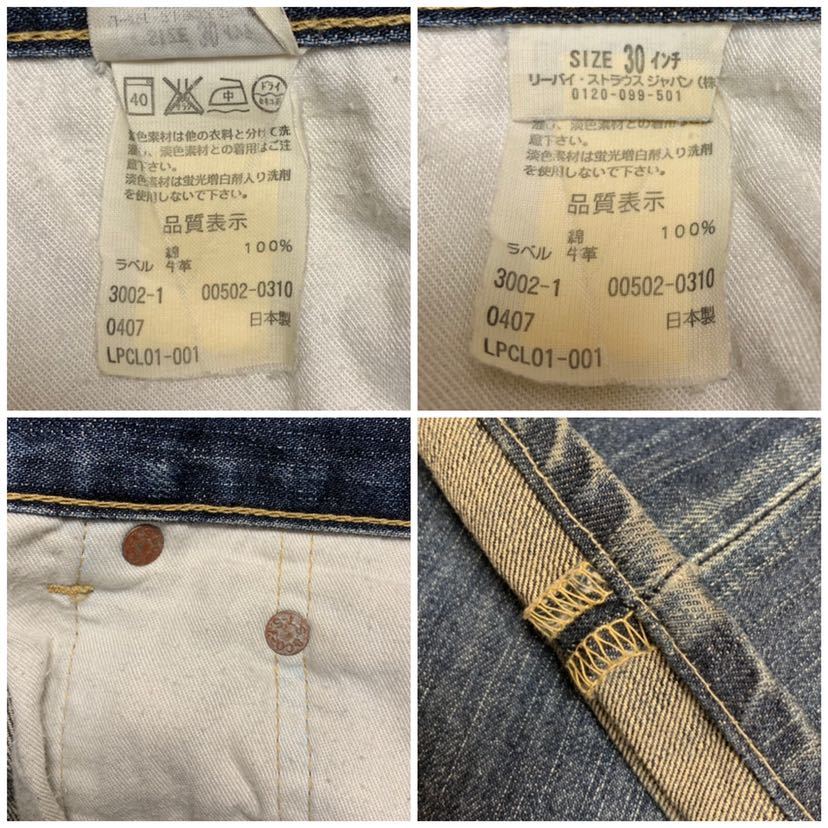 SIZE 30 インチ
40
中
ドライ
濃色素材は他の衣料と分けて洗
濯し、淡色素材との着用はご注
意下さい。
淡色素材は蛍光増白剤入り洗剤
を使用しないで下さい。
品質表示
綿 100%
ラベル 牛革
3002-1 00502-0310
0407 日本製
LPCL01-001
SIZE 30 インチ
リーバイ・ストラウス ジャパン(株
0120-099-501
濯し、淡色素材との着用はご注
意下さい。
淡色素材は蛍光増白剤入り洗剤
を使用しないで下さい。
品質表示
綿 100%
ラベル 牛革
3002-1 00502-0310
0407 日本製
LPCL01-001